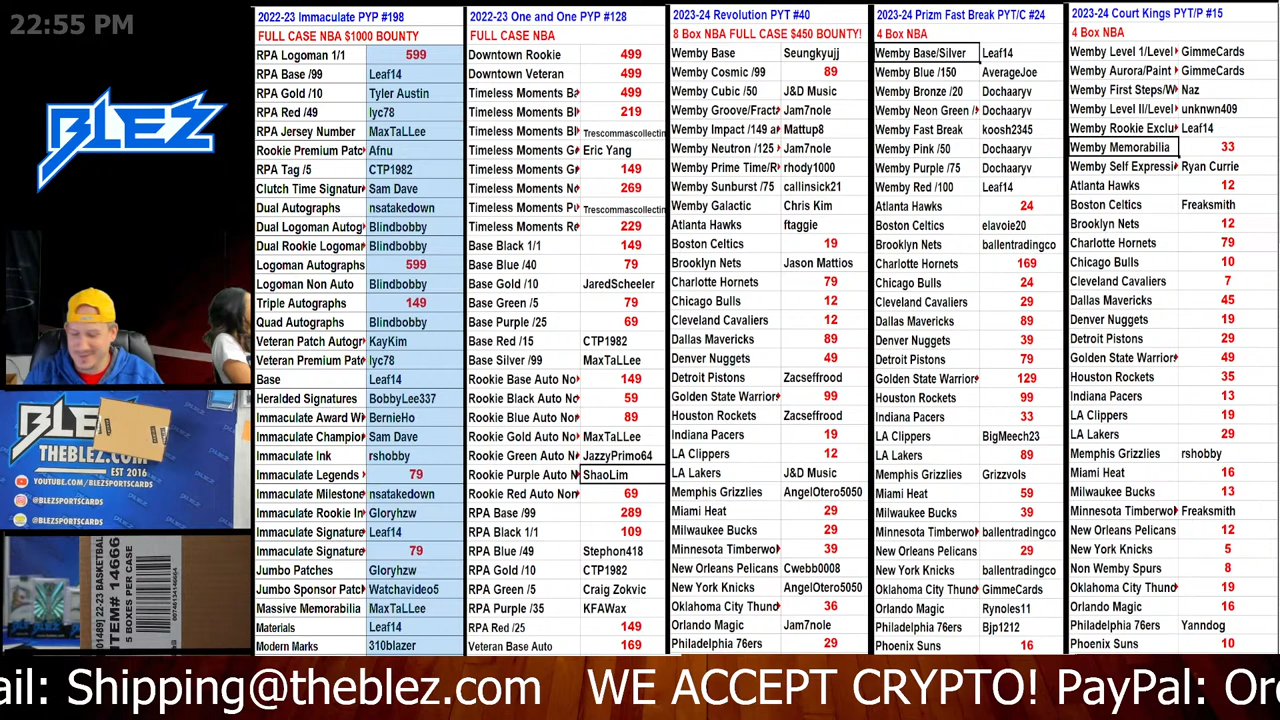 22:55 PM
BLEZ
BLEZ
THEBLEZ.COM
EST 2016
YOUTUBE.COM/BLEZSPORTSCARDS
@BLEZSPORTSCARDS
@BLEZSPORTSCARDS
22-23 BASKETBALL
ITEM# 14666
5 BOXES PER CASE
2022-23 Immaculate PYP #198
FULL CASE NBA $1000 BOUNTY
RPA Logoman 1/1 599
RPA Base /99 Leaf14
RPA Gold /10 Tyler Austin
RPA Red /49 lyc78
RPA Jersey Number MaxTaLLee
Rookie Premium Patc Afnu
RPA Tag /5 CTP1982
Clutch Time Signatur Sam Dave
Dual Autographs nsatakedown
Dual Logoman Autog Blindbobby
Dual Rookie Logoma Blindbobby
Logoman Autographs 599
Logoman Non Auto Blindbobby
Triple Autographs 149
Quad Autographs Blindbobby
Veteran Patch Autogr KayKim
Veteran Premium Pat lyc78
Base Leaf14
Heralded Signatures BobbyLee337
Immaculate Award W BernieHo
Immaculate Champio Sam Dave
Immaculate Ink rshobby
Immaculate Legends 79
Immaculate Milestone nsatakedown
Immaculate Rookie In Gloryhzw
Immaculate Signature Leaf14
Immaculate Signature 79
Jumbo Patches Gloryhzw
Jumbo Sponsor Patc Watchavideo5
Massive Memorabilia MaxTaLLee
Materials Leaf14
Modern Marks 310blazer
2022-23 One and One PYP #128
FULL CASE NBA
Downtown Rookie 499
Downtown Veteran 499
Timeless Moments Ba 499
Timeless Moments Bl 219
Timeless Moments Bl Trescommascollectin
Timeless Moments G Eric Yang
Timeless Moments G 149
Timeless Moments No 269
Timeless Moments Pu Trescommascollectin
Timeless Moments Re 229
Base Black 1/1 149
Base Blue /40 79
Base Gold /10 JaredScheeler
Base Green /5 79
Base Purple /25 69
Base Red /15 CTP1982
Base Silver /99 MaxTaLLee
Rookie Base Auto No 149
Rookie Black Auto No 59
Rookie Blue Auto No 89
Rookie Gold Auto No MaxTaLLee
Rookie Green Auto N JazzyPrimo64
Rookie Purple Auto N ShaoLim
Rookie Red Auto Non 69
RPA Base /99 289
RPA Black 1/1 109
RPA Blue /49 Stephon418
RPA Gold /10 CTP1982
RPA Green /5 Craig Zokvic
RPA Purple /35 KFAWax
RPA Red /25 149
Veteran Base Auto 169
2023-24 Revolution PYT #40
8 Box NBA FULL CASE $450 BOUNTY!
Wemby Base Seungkyujj
Wemby Cosmic /99 89
Wemby Cubic /50 J&D Music
Wemby Groove/Fract Jam7nole
Wemby Impact /149 a Mattup8
Wemby Neutron /125 Jam7nole
Wemby Prime Time/R rhody1000
Wemby Sunburst /75 callinsick21
Wemby Galactic Chris Kim
Atlanta Hawks ftaggie
Boston Celtics 19
Brooklyn Nets Jason Mattios
Charlotte Hornets 79
Chicago Bulls 12
Cleveland Cavaliers 12
Dallas Mavericks 89
Denver Nuggets 49
Detroit Pistons Zacseffrood
Golden State Warrior 99
Houston Rockets Zacseffrood
Indiana Pacers 19
LA Clippers 12
LA Lakers J&D Music
Memphis Grizzlies AngelOtero5050
Miami Heat 29
Milwaukee Bucks 29
Minnesota Timberwo 39
New Orleans Pelicans Cwebb0008
New York Knicks AngelOtero5050
Oklahoma City Thund 36
Orlando Magic Jam7nole
Philadelphia 76ers 29
2023-24 Prizm Fast Break PYT/C #24
4 Box NBA
Wemby Base/Silver Leaf14
Wemby Blue /150 AverageJoe
Wemby Bronze /20 Dochaaryv
Wemby Neon Green / Dochaaryv
Wemby Fast Break koosh2345
Wemby Pink /50 Dochaaryv
Wemby Purple /75 Dochaaryv
Wemby Red /100 Leaf14
Atlanta Hawks 24
Boston Celtics elavoie20
Brooklyn Nets ballentradingco
Charlotte Hornets 169
Chicago Bulls 24
Cleveland Cavaliers 29
Dallas Mavericks 89
Denver Nuggets 39
Detroit Pistons 79
Golden State Warrior 129
Houston Rockets 99
Indiana Pacers 33
LA Clippers BigMeech23
LA Lakers 89
Memphis Grizzlies Grizzvols
Miami Heat 59
Milwaukee Bucks 39
Minnesota Timberwo ballentradingco
New Orleans Pelicans 29
New York Knicks ballentradingco
Oklahoma City Thun GimmeCards
Orlando Magic Rynoles11
Philadelphia 76ers Bjp1212
Phoenix Suns 16
2023-24 Court Kings PYT/P #15
4 Box NBA
Wemby Level 1/Level GimmeCards
Wemby Aurora/Paint GimmeCards
Wemby First Steps/W Naz
Wemby Level II/Level unknwn409
Wemby Rookie Exclu Leaf14
Wemby Memorabilia 33
Wemby Self Expressi Ryan Currie
Atlanta Hawks 12
Boston Celtics Freaksmith
Brooklyn Nets 12
Charlotte Hornets 79
Chicago Bulls 10
Cleveland Cavaliers 7
Dallas Mavericks 45
Denver Nuggets 19
Detroit Pistons 29
Golden State Warrior 49
Houston Rockets 35
Indiana Pacers 13
LA Clippers 19
LA Lakers 29
Memphis Grizzlies rshobby
Miami Heat 16
Milwaukee Bucks 13
Minnesota Timberwo Freaksmith
New Orleans Pelicans 12
New York Knicks 5
Non Wemby Spurs 8
Oklahoma City Thun 19
Orlando Magic 16
Philadelphia 76ers Yanndog
Phoenix Suns 10
ail: Shipping@theblez.com WE ACCEPT CRYPTO! PayPal: Or